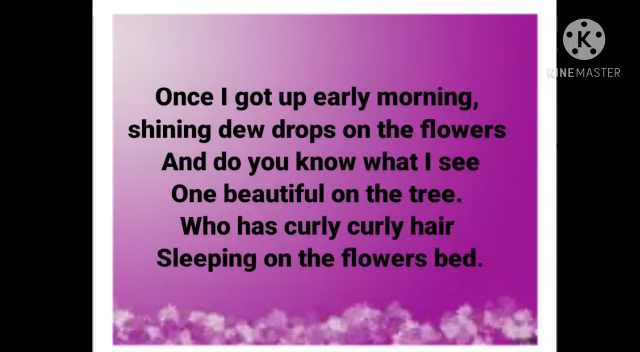 KINEMASTER
Once I got up early morning,
shining dew drops on the flowers
And do you know what I see
One beautiful on the tree.
Who has curly curly hair
Sleeping on the flowers bed.